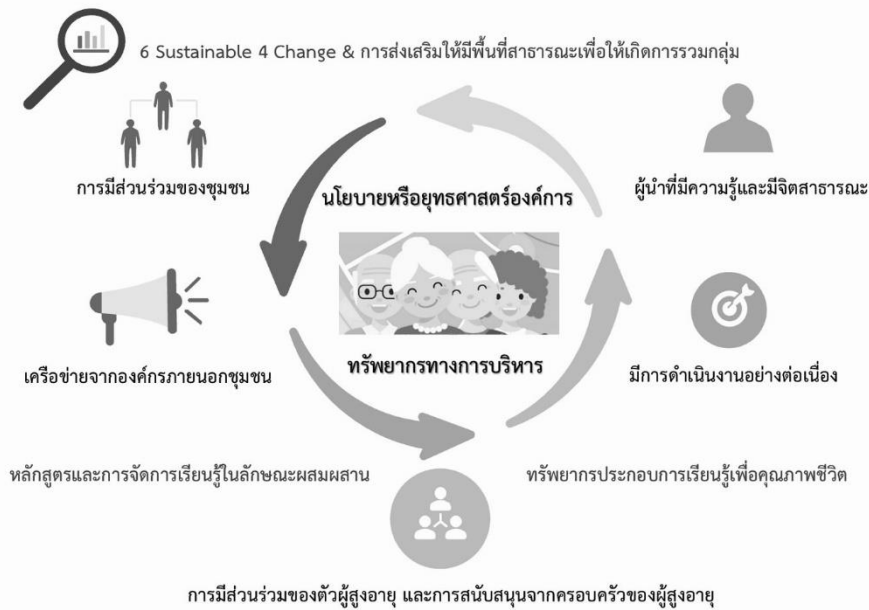 6 Sustainable 4 Change & การส่งเสริมให้มีพื้นที่สาธารณะเพื่อให้เกิดการรวมกลุ่ม
การมีส่วนร่วมของชุมชน
นโยบายหรือยุทธศาสตร์องค์การ
ผู้นำที่มีความรู้และมีจิตสาธารณะ
ทรัพยากรทางการบริหาร
เครือข่ายจากองค์กรภายนอกชุมชน
มีการดำเนินงานอย่างต่อเนื่อง
หลักสูตรและการจัดการเรียนรู้ในลักษณะผสมผสาน
ทรัพยากรประกอบการเรียนรู้เพื่อคุณภาพชีวิต
การมีส่วนร่วมของตัวผู้สูงอายุ และการสนับสนุนจากครอบครัวของผู้สูงอายุ